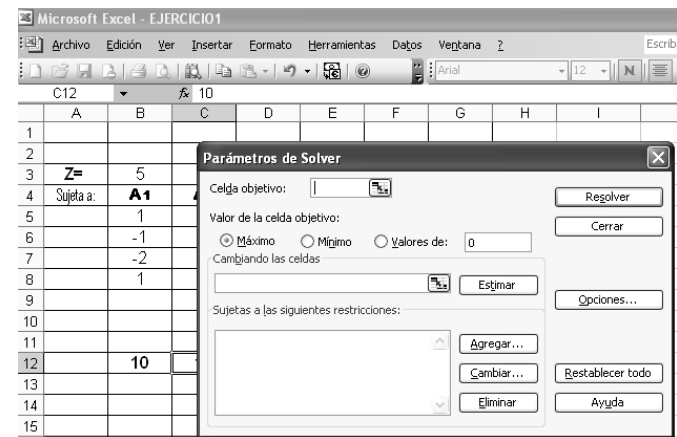 Microsoft Excel - EJERCICIO1
Archivo Edición Ver Insertar Formato Herramientas Datos Ventana ? Escrib
Arial 12 N
C12 fx 10
A B C D E F G H I
1
2
3 Z= 5
4 Sujeta a: A1
5 1
6 -1
7 -2
8 1
9
10
11
12 10
13
14
15
Parámetros de Solver
Celda objetivo:
Valor de la celda objetivo:
Máximo Mínimo Valores de: 0
Cambiando las celdas
Estimar
Sujetas a las siguientes restricciones:
Agregar...
Cambiar...
Eliminar
Resolver
Cerrar
Opciones...
Restablecer todo
Ayuda